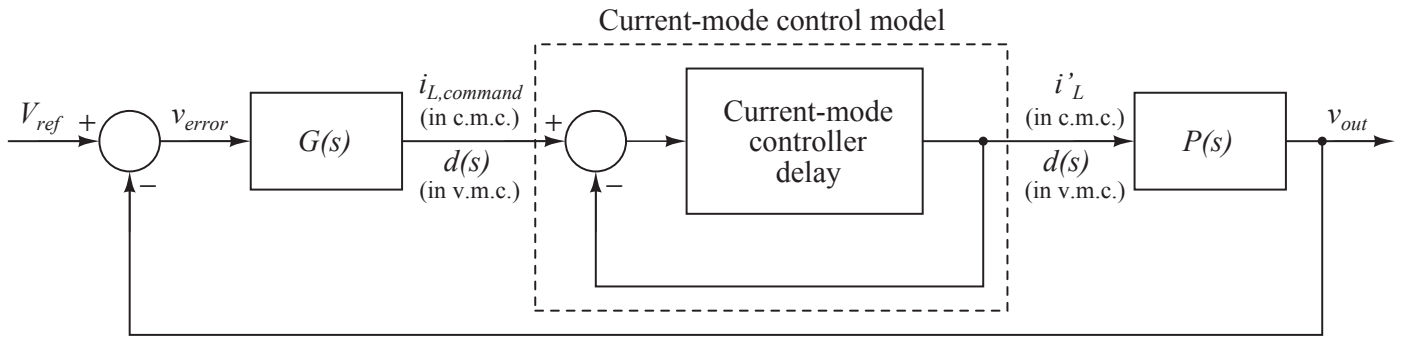 Current-mode control model
V_ref
+
−
v_error
G(s)
i_L,command
(in c.m.c.)
d(s)
(in v.m.c.)
+
−
Current-mode
controller
delay
i'_L
(in c.m.c.)
d(s)
(in v.m.c.)
P(s)
v_out